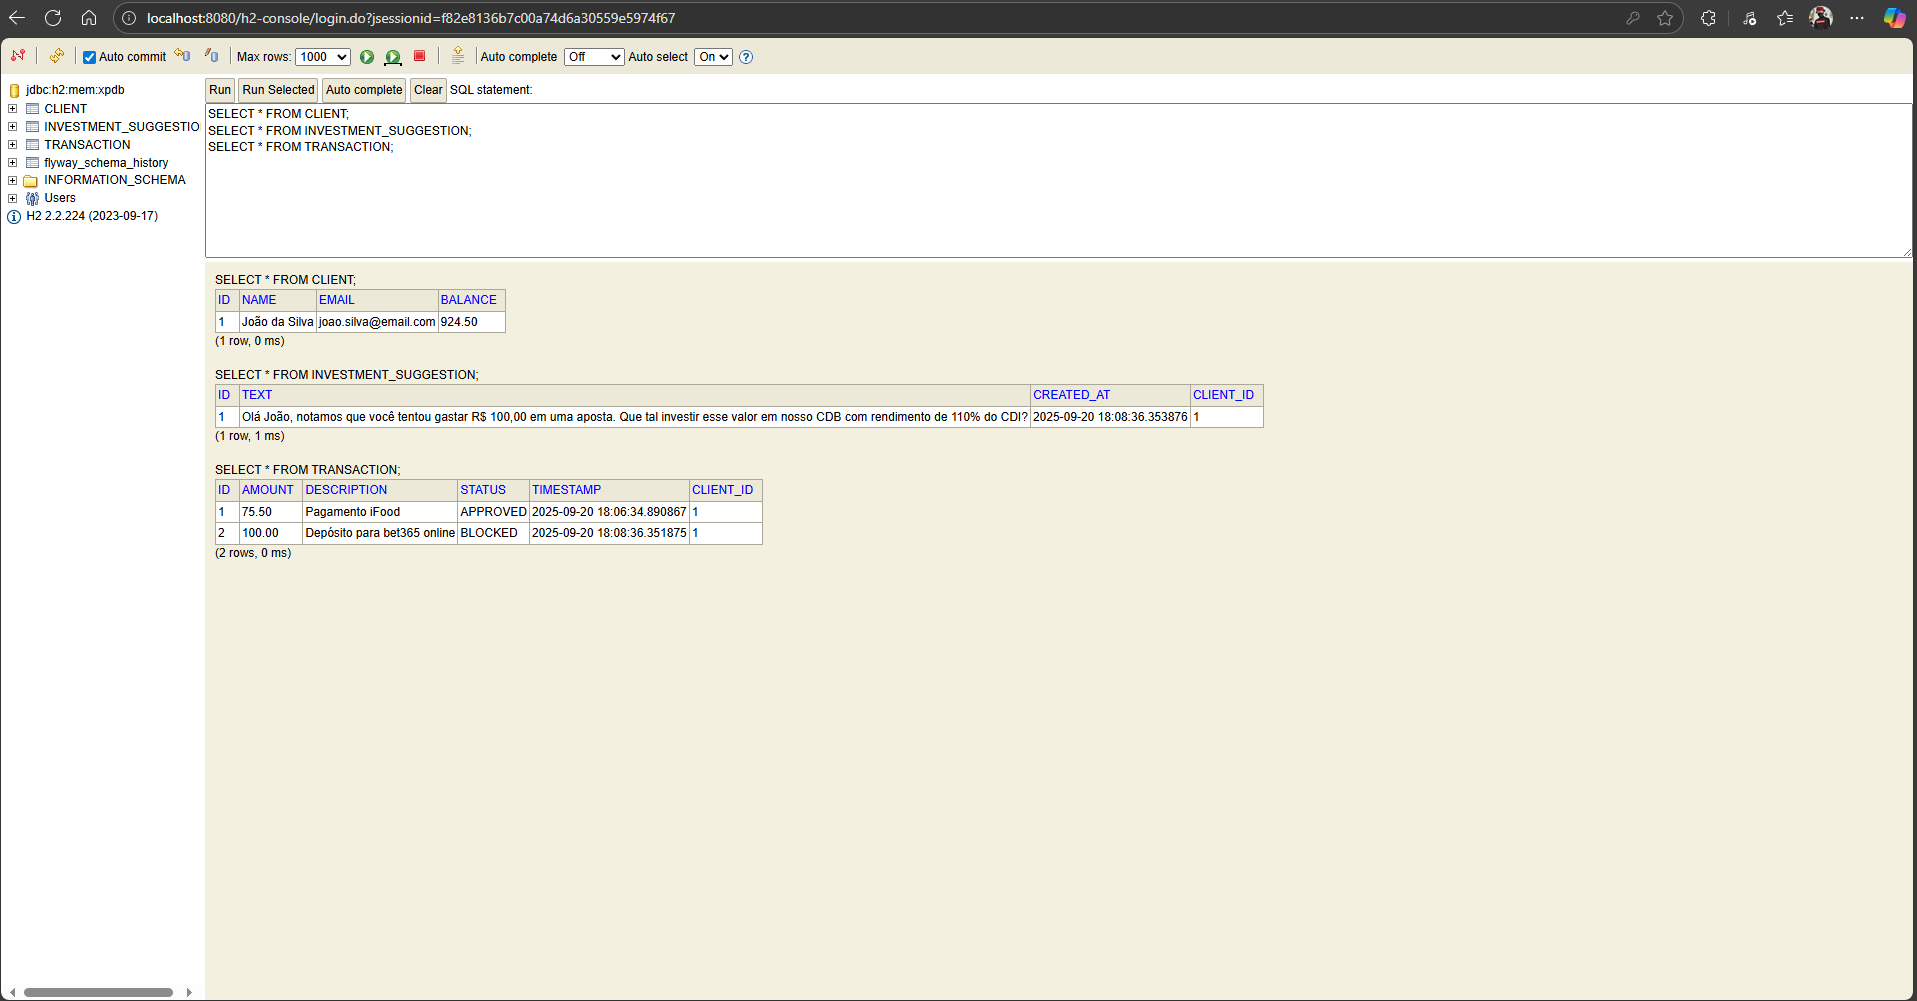 localhost:8080/h2-console/login.do?jsessionid=f82e8136b7c00a74d6a30559e5974f67
Auto commit Max rows: 1000 Auto complete Off Auto select On
jdbc:h2:mem:xpdb
CLIENT
INVESTMENT_SUGGESTIO
TRANSACTION
flyway_schema_history
INFORMATION_SCHEMA
Users
H2 2.2.224 (2023-09-17)
Run Run Selected Auto complete Clear SQL statement:
SELECT * FROM CLIENT;
SELECT * FROM INVESTMENT_SUGGESTION;
SELECT * FROM TRANSACTION;
SELECT * FROM CLIENT;
ID NAME EMAIL BALANCE
1 João da Silva joao.silva@email.com 924.50
(1 row, 0 ms)
SELECT * FROM INVESTMENT_SUGGESTION;
ID TEXT CREATED_AT CLIENT_ID
1 Olá João, notamos que você tentou gastar R$ 100,00 em uma aposta. Que tal investir esse valor em nosso CDB com rendimento de 110% do CDI? 2025-09-20 18:08:36.353876 1
(1 row, 1 ms)
SELECT * FROM TRANSACTION;
ID AMOUNT DESCRIPTION STATUS TIMESTAMP CLIENT_ID
1 75.50 Pagamento iFood APPROVED 2025-09-20 18:06:34.890867 1
2 100.00 Depósito para bet365 online BLOCKED 2025-09-20 18:08:36.351875 1
(2 rows, 0 ms)